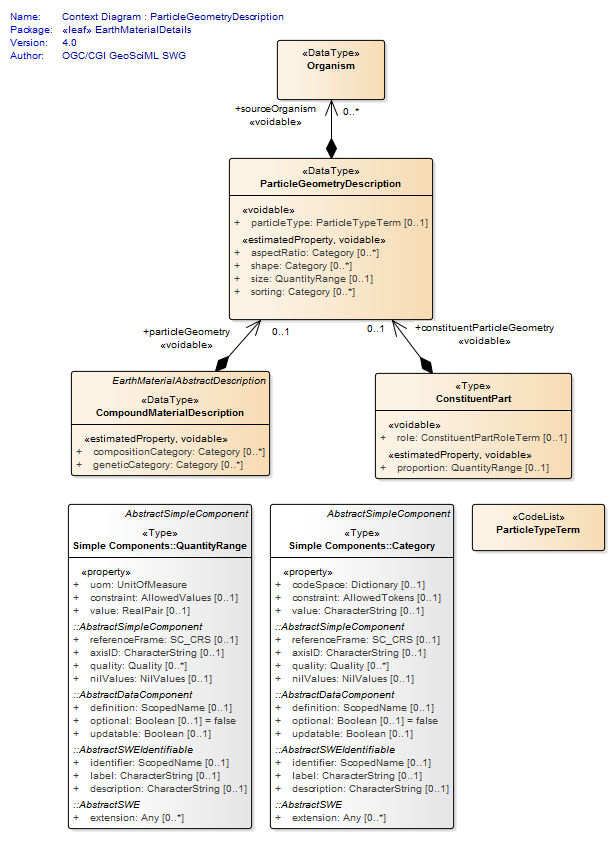 Name: Context Diagram : ParticleGeometryDescription
Package: «leaf» EarthMaterialDetails
Version: 4.0
Author: OGC/CGI GeoSciML SWG
«DataType»
Organism
+sourceOrganism
0..*
«voidable»
«DataType»
ParticleGeometryDescription
«voidable»
+ particleType: ParticleTypeTerm [0..1]
«estimatedProperty, voidable»
+ aspectRatio: Category [0..*]
+ shape: Category [0..*]
+ size: QuantityRange [0..1]
+ sorting: Category [0..*]
+particleGeometry
0..1
«voidable»
0..1
+constituentParticleGeometry
«voidable»
EarthMaterialAbstractDescription
«DataType»
CompoundMaterialDescription
«estimatedProperty, voidable»
+ compositionCategory: Category [0..*]
+ geneticCategory: Category [0..*]
«Type»
ConstituentPart
«voidable»
+ role: ConstituentPartRoleTerm [0..1]
«estimatedProperty, voidable»
+ proportion: QuantityRange [0..1]
AbstractSimpleComponent
«Type»
Simple Components::QuantityRange
«property»
+ uom: UnitOfMeasure
+ constraint: AllowedValues [0..1]
+ value: RealPair [0..1]
::AbstractSimpleComponent
+ referenceFrame: SC_CRS [0..1]
+ axisID: CharacterString [0..1]
+ quality: Quality [0..*]
+ nilValues: NilValues [0..1]
::AbstractDataComponent
+ definition: ScopedName [0..1]
+ optional: Boolean [0..1] = false
+ updatable: Boolean [0..1]
::AbstractSWEIdentifiable
+ identifier: ScopedName [0..1]
+ label: CharacterString [0..1]
+ description: CharacterString [0..1]
::AbstractSWE
+ extension: Any [0..*]
AbstractSimpleComponent
«Type»
Simple Components::Category
«property»
+ codeSpace: Dictionary [0..1]
+ constraint: AllowedTokens [0..1]
+ value: CharacterString [0..1]
::AbstractSimpleComponent
+ referenceFrame: SC_CRS [0..1]
+ axisID: CharacterString [0..1]
+ quality: Quality [0..*]
+ nilValues: NilValues [0..1]
::AbstractDataComponent
+ definition: ScopedName [0..1]
+ optional: Boolean [0..1] = false
+ updatable: Boolean [0..1]
::AbstractSWEIdentifiable
+ identifier: ScopedName [0..1]
+ label: CharacterString [0..1]
+ description: CharacterString [0..1]
::AbstractSWE
+ extension: Any [0..*]
«CodeList»
ParticleTypeTerm